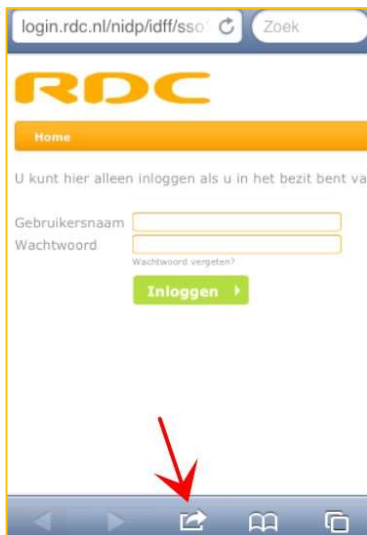 login.rdc.nl/nidp/idff/sso
Zoek
RDC
Home
U kunt hier alleen inloggen als u in het bezit bent va
Gebruikersnaam
Wachtwoord
Wachtwoord vergeten?
Inloggen